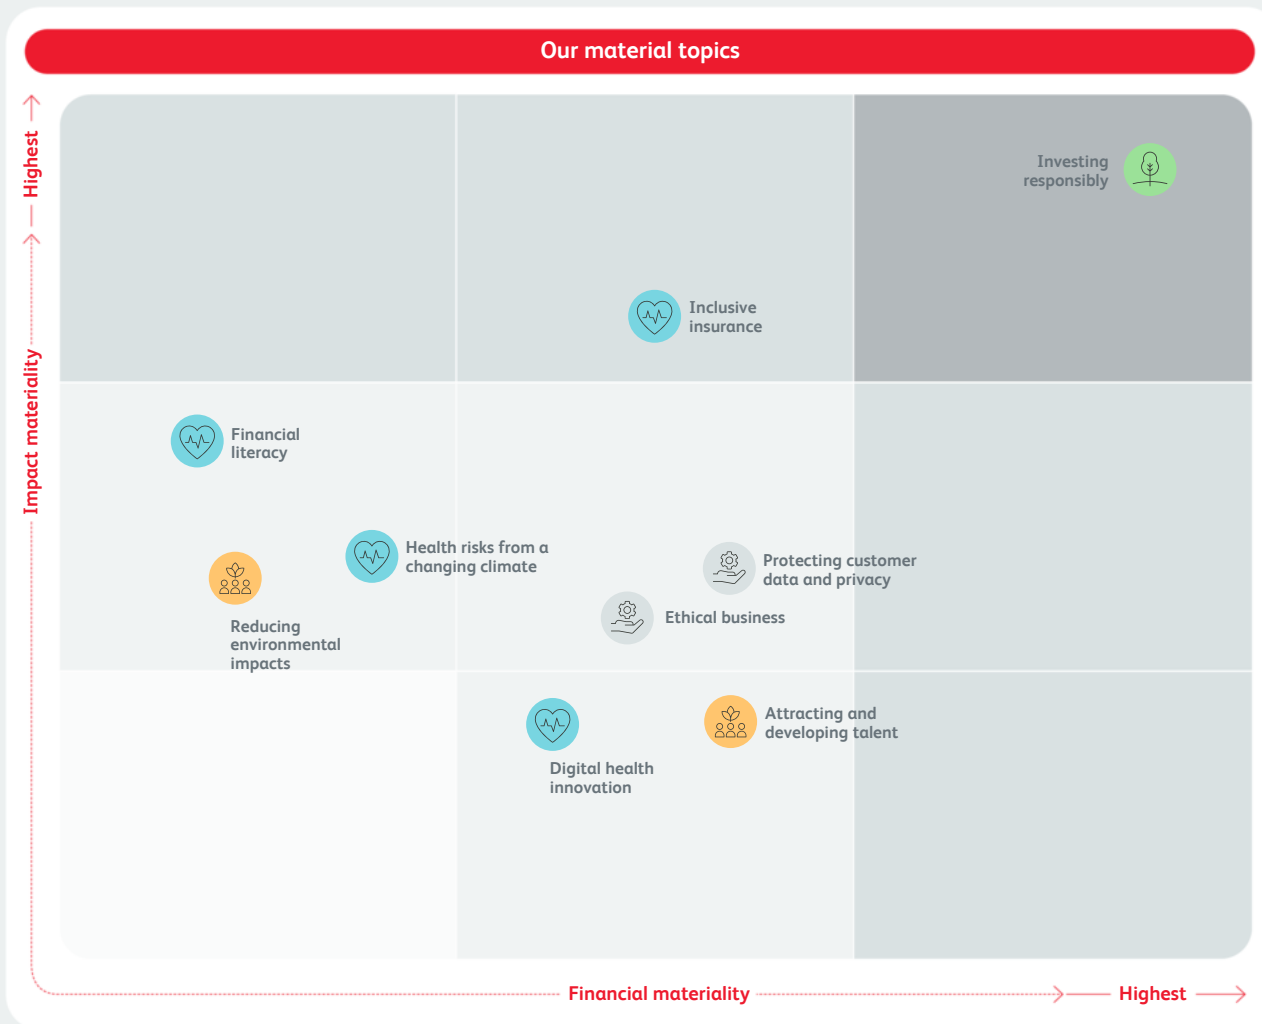 Our material topics
Highest
Impact materiality
Investing
responsibly
Inclusive
insurance
Financial
literacy
Health risks from a
changing climate
Reducing
environmental
impacts
Protecting customer
data and privacy
Ethical business
Digital health
innovation
Attracting and
developing talent
Financial materiality
Highest